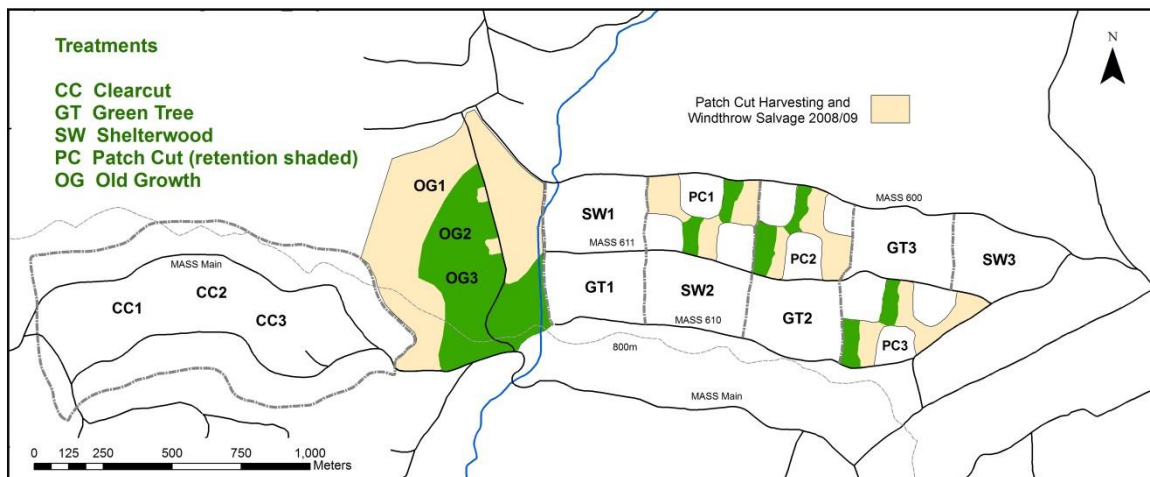 Treatments
CC Clearcut
GT Green Tree
SW Shelterwood
PC Patch Cut (retention shaded)
OG Old Growth
Patch Cut Harvesting and
Windthrow Salvage 2008/09
N
OG1
OG2
OG3
MASS Main
CC1
CC2
CC3
SW1
MASS 611
PC1
PC2
MASS 600
GT3
SW3
GT1
SW2
MASS 610
GT2
PC3
800m
MASS Main
0 125 250 500 750 1,000
Meters